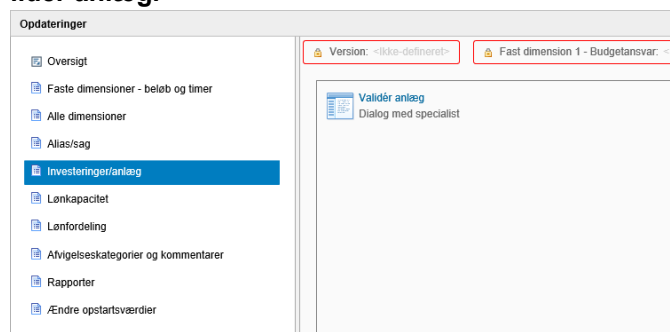 Opdateringer
Version: <Ikke-defineret>
Fast dimension 1 - Budgetansvar: <
Oversigt
Faste dimensioner - beløb og timer
Alle dimensioner
Alias/sag
Investeringer/anlæg
Lønkapacitet
Lønfordeling
Afvigelseskategorier og kommentarer
Rapporter
Ændre opstartsværdier
Validér anlæg
Dialog med specialist